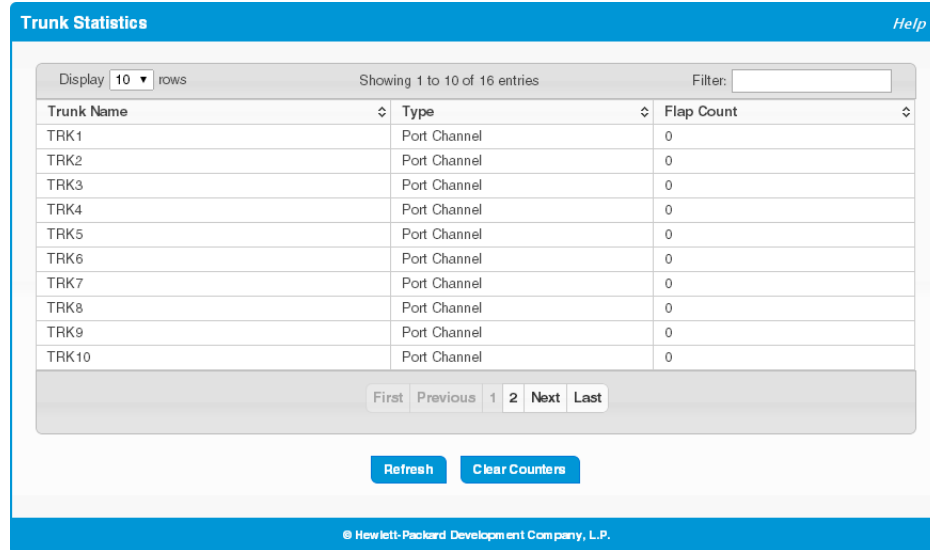 Trunk Statistics Help
Display 10 rows Showing 1 to 10 of 16 entries Filter:
Trunk Name Type Flap Count
TRK1 Port Channel 0
TRK2 Port Channel 0
TRK3 Port Channel 0
TRK4 Port Channel 0
TRK5 Port Channel 0
TRK6 Port Channel 0
TRK7 Port Channel 0
TRK8 Port Channel 0
TRK9 Port Channel 0
TRK10 Port Channel 0
First Previous 1 2 Next Last
Refresh Clear Counters
© Hewlett-Packard Development Company, L.P.